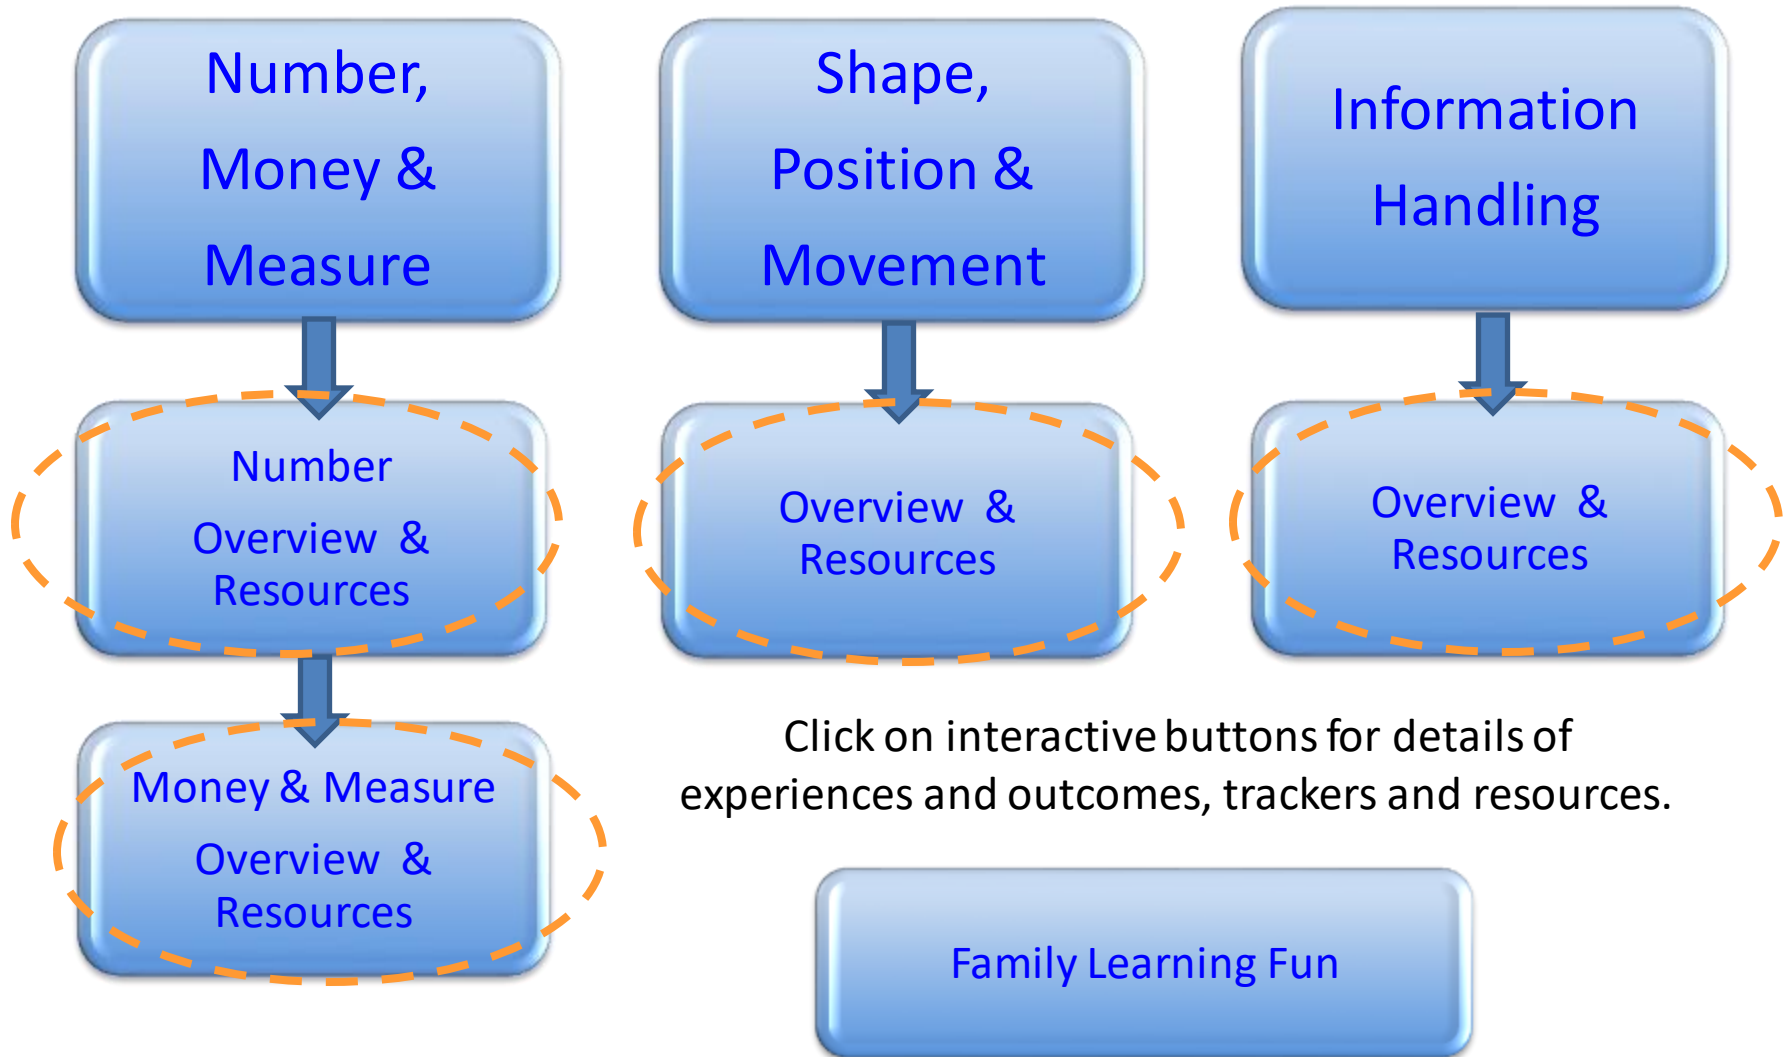 Number,
Money &
Measure
Shape,
Position &
Movement
Information
Handling
Number
Overview &
Resources
Overview &
Resources
Overview &
Resources
Money & Measure
Overview &
Resources
Click on interactive buttons for details of
experiences and outcomes, trackers and resources.
Family Learning Fun